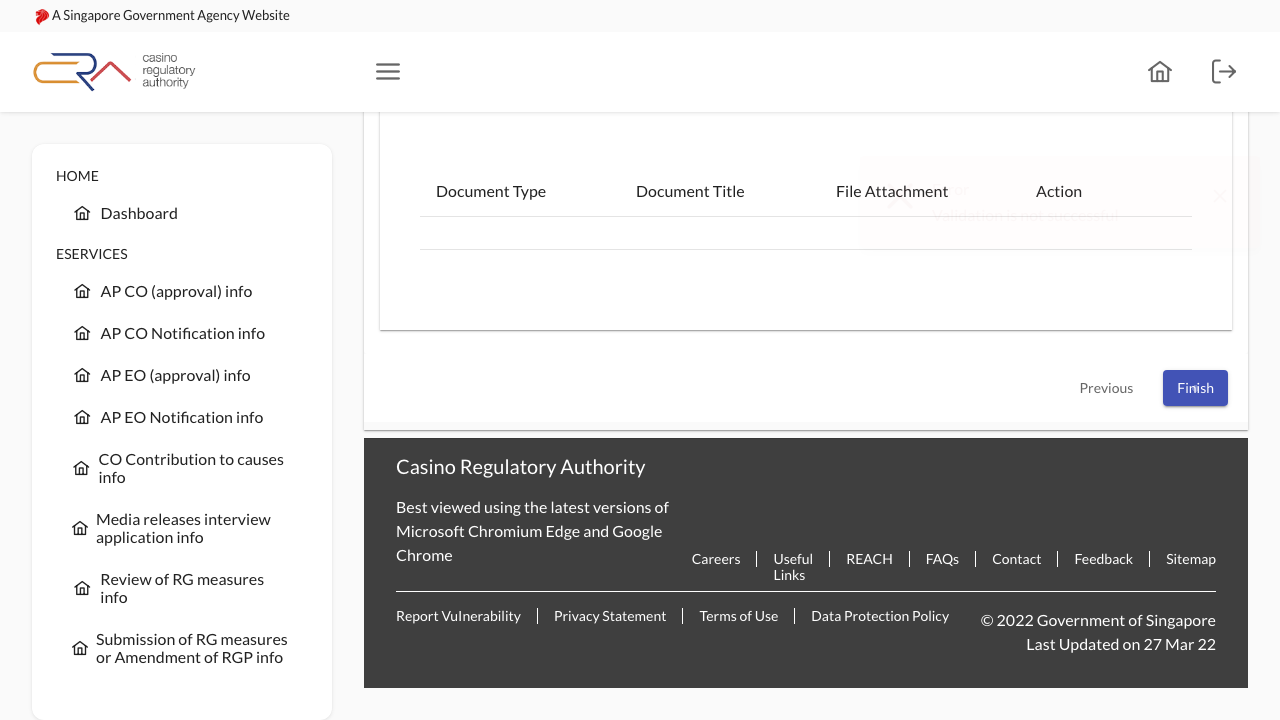 A Singapore Government Agency Website
casino
regulatory
authority
HOME
Dashboard
ESERVICES
AP CO (approval) info
AP CO Notification info
AP EO (approval) info
AP EO Notification info
CO Contribution to causes
info
Media releases interview
application info
Review of RG measures
info
Submission of RG measures
or Amendment of RGP info
Document Type Document Title File Attachment Action
Validation is not successful
Previous Finish
Casino Regulatory Authority
Best viewed using the latest versions of
Microsoft Chromium Edge and Google
Chrome
Careers Useful Links REACH FAQs Contact Feedback Sitemap
Report Vulnerability Privacy Statement Terms of Use Data Protection Policy
© 2022 Government of Singapore
Last Updated on 27 Mar 22